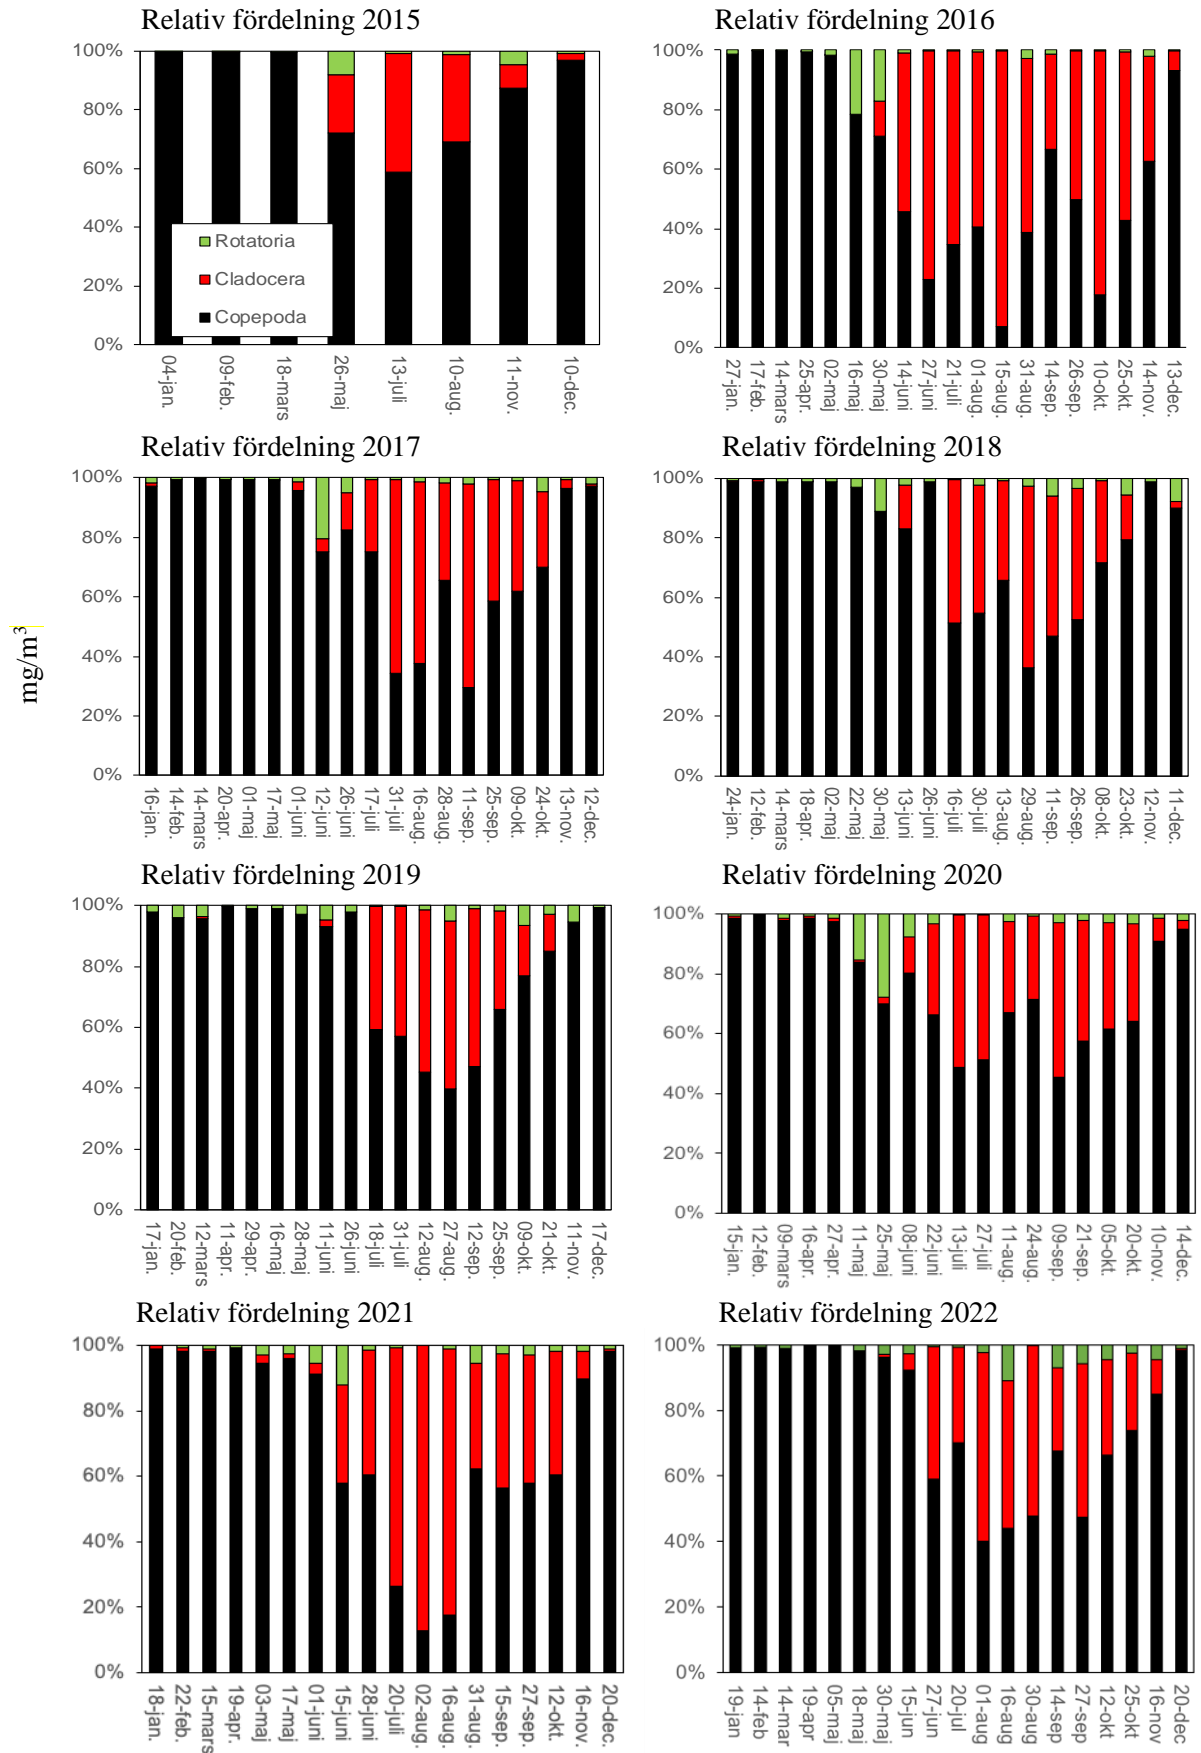 Relativ fördelning 2015
100%
80%
60%
40%
20%
0%
Rotatoria
Cladocera
Copepoda
04-jan.
09-feb.
18-mars
26-maj
13-juli
10-aug.
11-nov.
10-dec.
Relativ fördelning 2016
100%
80%
60%
40%
20%
0%
27-jan.
17-feb.
14-mars
25-apr.
02-maj
16-maj
30-maj
14-juni
27-juni
21-juli
01-aug.
15-aug.
31-aug.
14-sep.
26-sep.
10-okt.
25-okt.
14-nov.
13-dec.
mg/m³
Relativ fördelning 2017
100%
80%
60%
40%
20%
0%
16-jan.
14-feb.
14-mars
20-apr.
01-maj
17-maj
01-juni
12-juni
26-juni
17-juli
31-juli
16-aug.
28-aug.
11-sep.
25-sep.
09-okt.
24-okt.
13-nov.
12-dec.
Relativ fördelning 2018
100%
80%
60%
40%
20%
0%
24-jan.
12-feb.
14-mars
18-apr.
02-maj
22-maj
30-maj
13-juni
26-juni
16-juli
30-juli
13-aug.
29-aug.
11-sep.
26-sep.
08-okt.
23-okt.
12-nov.
11-dec.
Relativ fördelning 2019
100%
80%
60%
40%
20%
0%
17-jan.
20-feb.
12-mars
11-apr.
29-apr.
16-maj
28-maj
11-juni
26-juni
18-juli
31-juli
12-aug.
27-aug.
12-sep.
25-sep.
09-okt.
21-okt.
11-nov.
17-dec.
Relativ fördelning 2020
100%
80%
60%
40%
20%
0%
15-jan.
12-feb.
09-mars
16-apr.
27-apr.
11-maj
25-maj
08-juni
22-juni
13-juli
27-juli
11-aug.
24-aug.
09-sep.
21-sep.
05-okt.
20-okt.
10-nov.
14-dec.
Relativ fördelning 2021
100%
80%
60%
40%
20%
0%
18-jan.
22-feb.
15-mars
19-apr.
03-maj
17-maj
01-juni
15-juni
28-juni
20-juli
02-aug.
16-aug.
31-aug.
15-sep.
27-sep.
12-okt.
16-nov.
20-dec.
Relativ fördelning 2022
100%
80%
60%
40%
20%
0%
19-jan
14-feb
14-mar
19-apr
05-maj
18-maj
30-maj
15-jun
27-jun
20-jul
01-aug
16-aug
30-aug
14-sep
27-sep
12-okt
25-okt
16-nov
20-dec